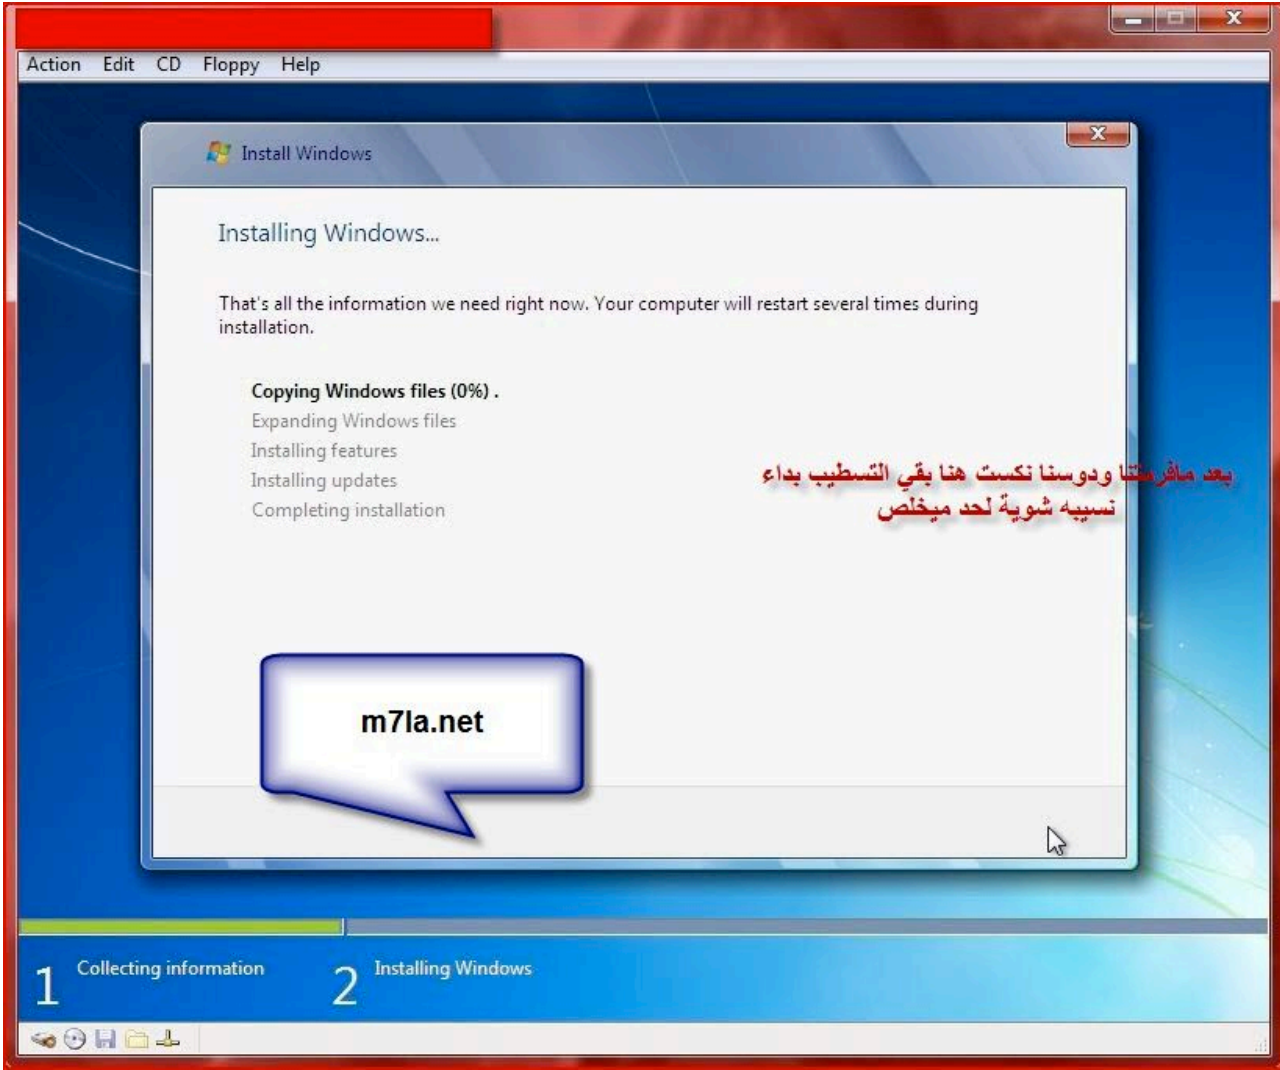 Action Edit CD Floppy Help
Install Windows
Installing Windows...
That's all the information we need right now. Your computer will restart several times during
installation.
Copying Windows files (0%) .
Expanding Windows files
Installing features
Installing updates
Completing installation
بعد مافرمتنا ودوسنا نكست هنا بقي التسطيب بداء
نسيبه شوية لحد ميخلص
m7la.net
1 Collecting information 2 Installing Windows